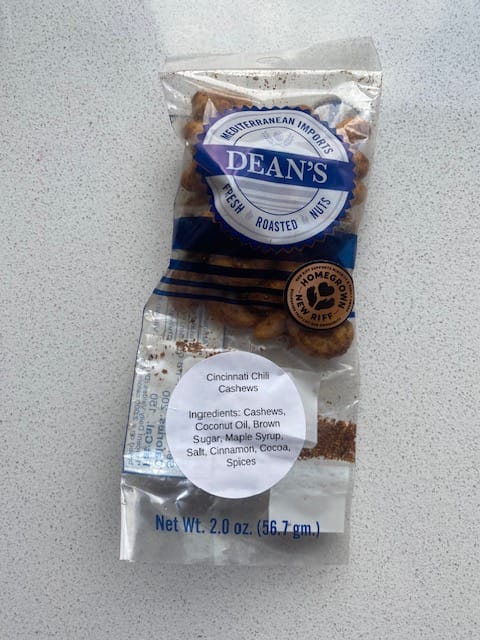 MEDITERRANEAN IMPORTS
DEAN'S
FRESH ROASTED NUTS
HOMEGROWN
NEW RIFF
Cincinnati Chili
Cashews
Ingredients: Cashews,
Coconut Oil, Brown
Sugar, Maple Syrup,
Salt, Cinnamon, Cocoa,
Spices
Net Wt. 2.0 oz. (56.7 gm.)